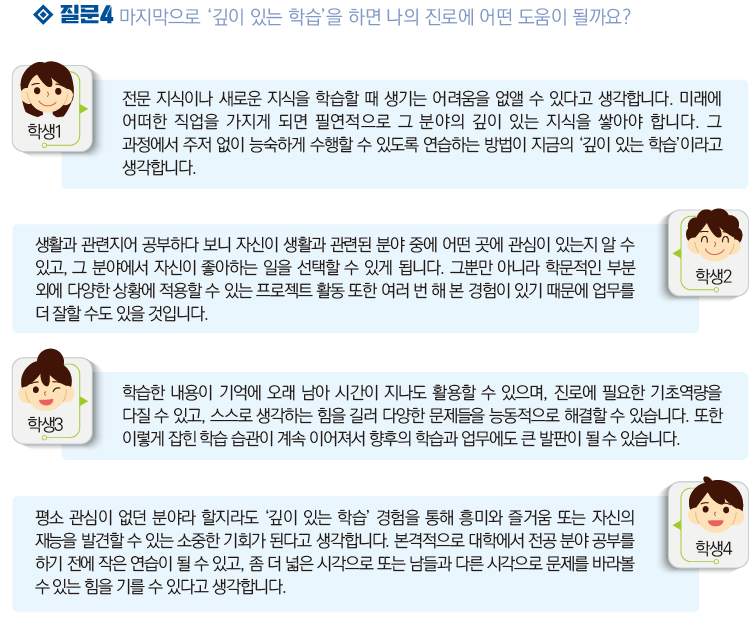 질문4 마지막으로 ‘깊이 있는 학습’을 하면 나의 진로에 어떤 도움이 될까요?
학생1
전문 지식이나 새로운 지식을 학습할 때 생기는 어려움을 없앨 수 있다고 생각합니다. 미래에
어떠한 직업을 가지게 되면 필연적으로 그 분야의 깊이 있는 지식을 쌓아야 합니다. 그
과정에서 주저 없이 능숙하게 수행할 수 있도록 연습하는 방법이 지금의 ‘깊이 있는 학습’이라고
생각합니다.
생활과 관련지어 공부하다 보니 자신이 생활과 관련된 분야 중에 어떤 곳에 관심이 있는지 알 수
있고, 그 분야에서 자신이 좋아하는 일을 선택할 수 있게 됩니다. 그뿐만 아니라 학문적인 부분
외에 다양한 상황에 적용할 수 있는 프로젝트 활동 또한 여러 번 해 본 경험이 있기 때문에 업무를
더 잘할 수도 있을 것입니다.
학생2
학생3
학습한 내용이 기억에 오래 남아 시간이 지나도 활용할 수 있으며, 진로에 필요한 기초역량을
다질 수 있고, 스스로 생각하는 힘을 길러 다양한 문제들을 능동적으로 해결할 수 있습니다. 또한
이렇게 잡힌 학습 습관이 계속 이어져서 향후의 학습과 업무에도 큰 발판이 될 수 있습니다.
평소 관심이 없던 분야라 할지라도 ‘깊이 있는 학습’ 경험을 통해 흥미와 즐거움 또는 자신의
재능을 발견할 수 있는 소중한 기회가 된다고 생각합니다. 본격적으로 대학에서 전공 분야 공부를
하기 전에 작은 연습이 될 수 있고, 좀 더 넓은 시각으로 또는 남들과 다른 시각으로 문제를 바라볼
수 있는 힘을 기를 수 있다고 생각합니다.
학생4